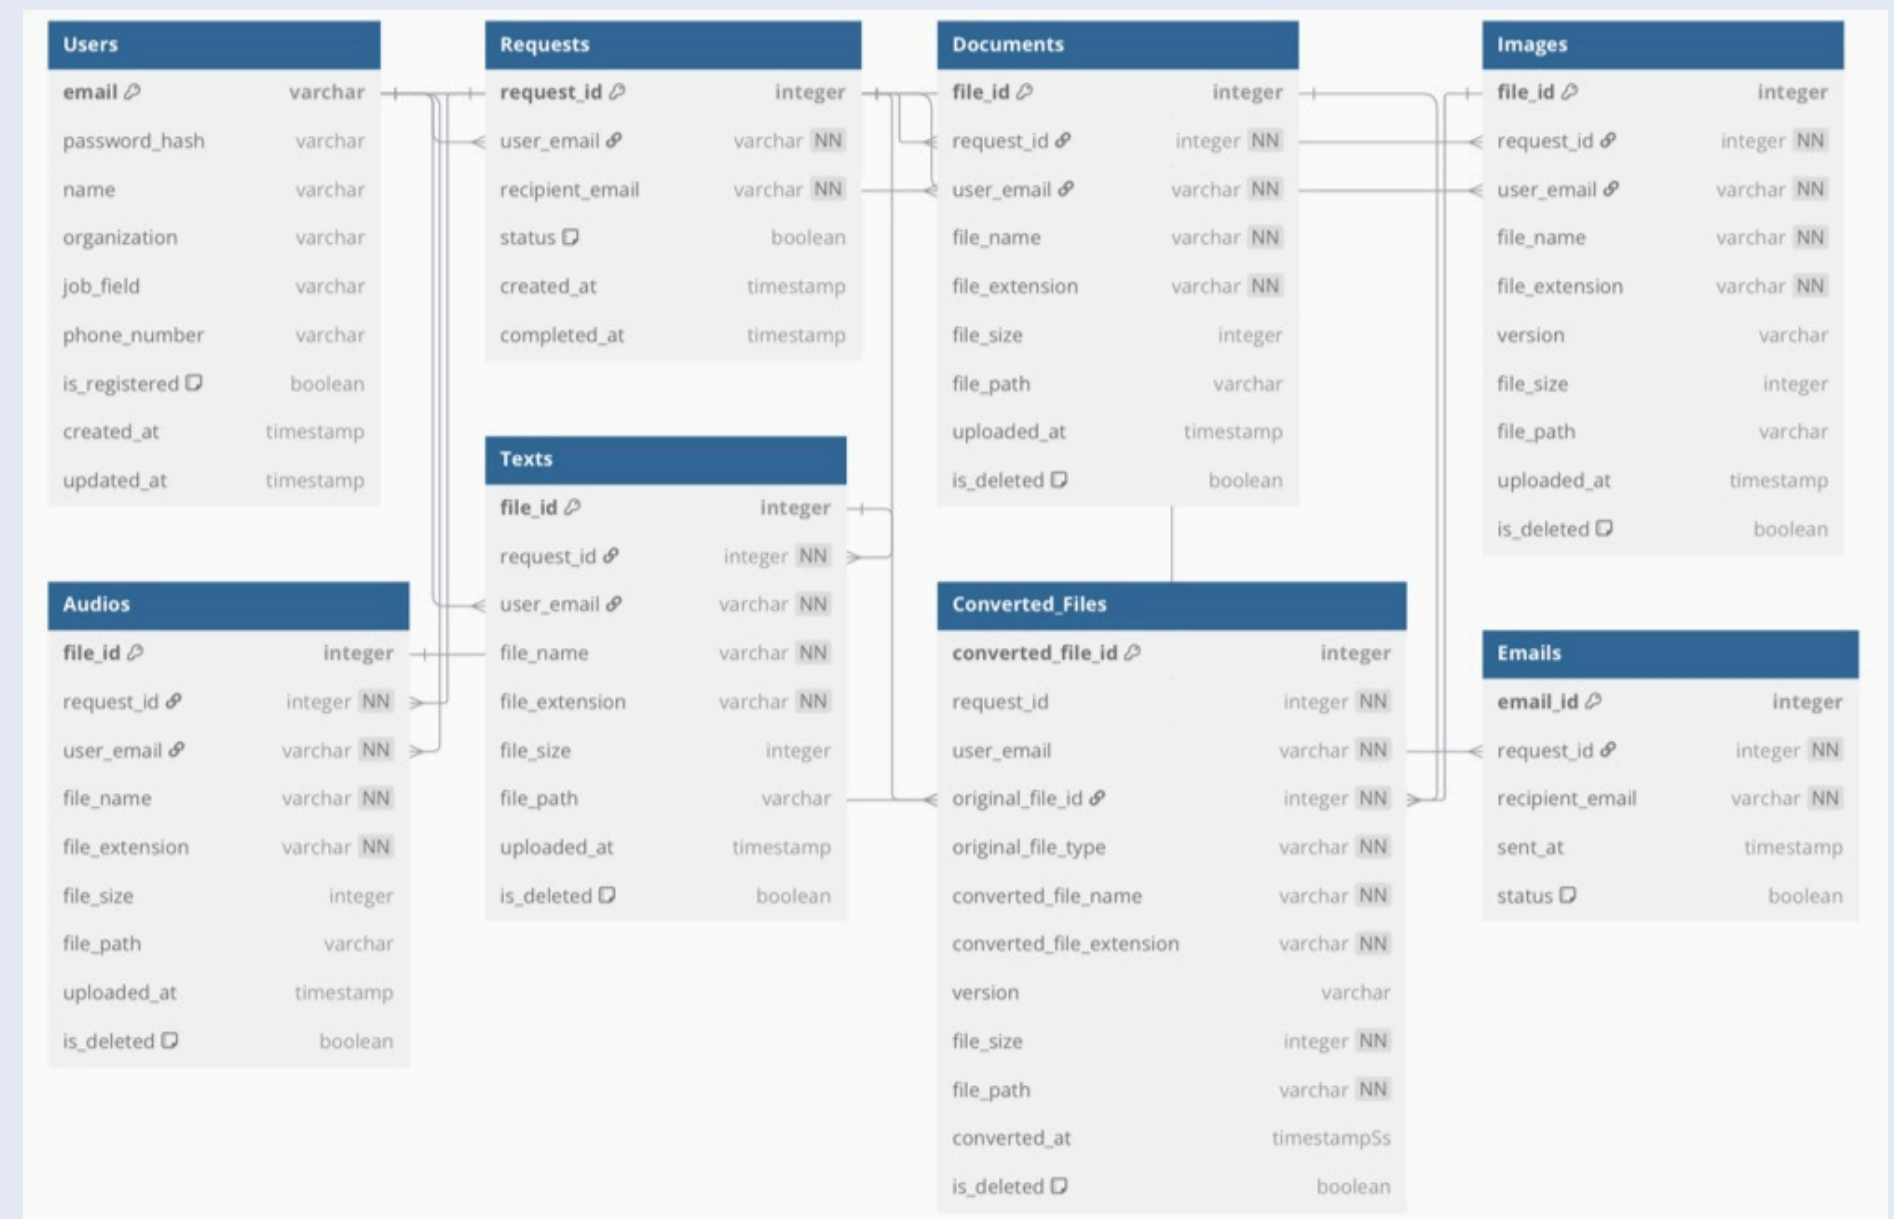 Users
email varchar
password_hash varchar
name varchar
organization varchar
job_field varchar
phone_number varchar
is_registered boolean
created_at timestamp
updated_at timestamp
Requests
request_id integer
user_email varchar NN
recipient_email varchar NN
status boolean
created_at timestamp
completed_at timestamp
Documents
file_id integer
request_id integer NN
user_email varchar NN
file_name varchar NN
file_extension varchar NN
file_size integer
file_path varchar
uploaded_at timestamp
is_deleted boolean
Images
file_id integer
request_id integer NN
user_email varchar NN
file_name varchar NN
file_extension varchar NN
version varchar
file_size integer
file_path varchar
uploaded_at timestamp
is_deleted boolean
Texts
file_id integer
request_id integer NN
user_email varchar NN
file_name varchar NN
file_extension varchar NN
file_size integer
file_path varchar
uploaded_at timestamp
is_deleted boolean
Audios
file_id integer
request_id integer NN
user_email varchar NN
file_name varchar NN
file_extension varchar NN
file_size integer
file_path varchar
uploaded_at timestamp
is_deleted boolean
Converted_Files
converted_file_id integer
request_id integer NN
user_email varchar NN
original_file_id integer NN
original_file_type varchar NN
converted_file_name varchar NN
converted_file_extension varchar NN
version varchar
file_size integer NN
file_path varchar NN
converted_at timestampSs
is_deleted boolean
Emails
email_id integer
request_id integer NN
recipient_email varchar NN
sent_at timestamp
status boolean